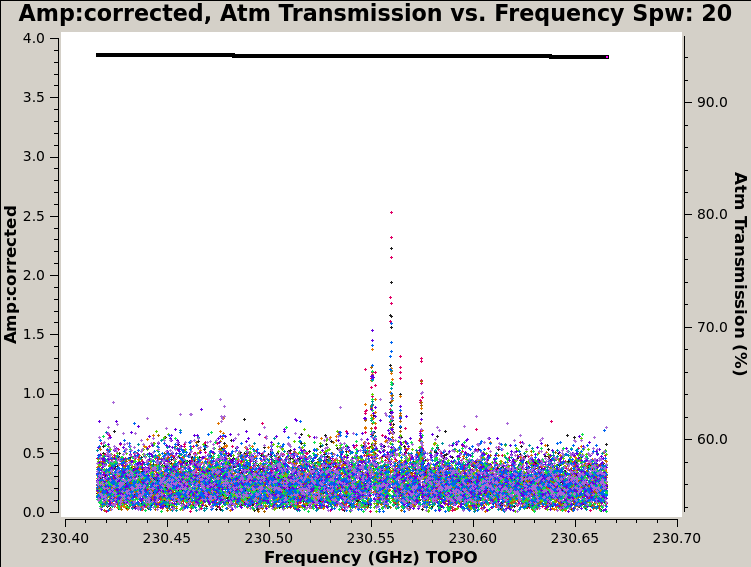 Amp:corrected, Atm Transmission vs. Frequency Spw: 20
4.0
3.5
3.0
2.5
2.0
1.5
1.0
0.5
0.0
Amp:corrected
90.0
80.0
70.0
60.0
Atm Transmission (%)
230.40 230.45 230.50 230.55 230.60 230.65 230.70
Frequency (GHz) TOPO